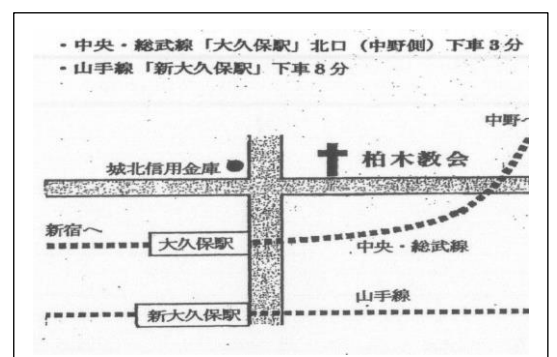 ・中央・総武線「大久保駅」北口（中野側）下車3分
・山手線「新大久保駅」下車8分
中野へ
城北信用金庫
柏木教会
新宿へ
大久保駅
中央・総武線
山手線
新大久保駅